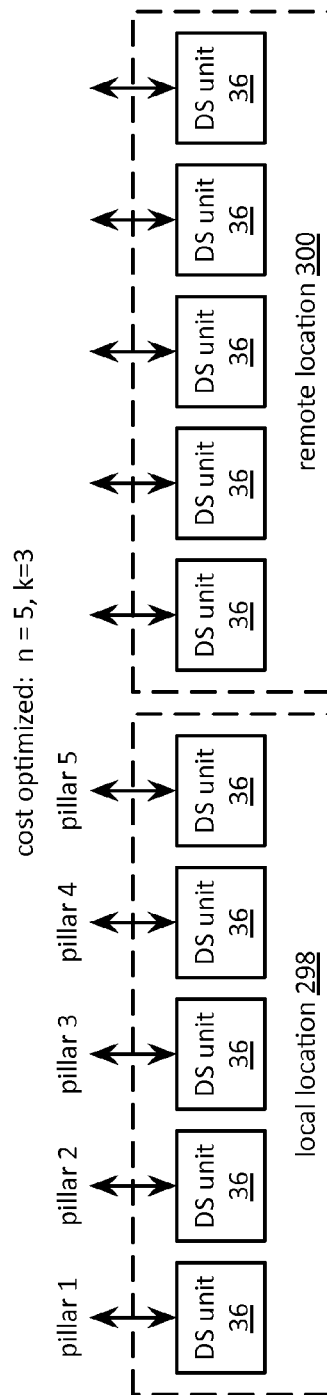 cost optimized: n = 5, k=3
pillar 1
pillar 2
pillar 3
pillar 4
pillar 5
DS unit
36
DS unit
36
DS unit
36
DS unit
36
DS unit
36
DS unit
36
DS unit
36
DS unit
36
DS unit
36
DS unit
36
local location 298
remote location 300